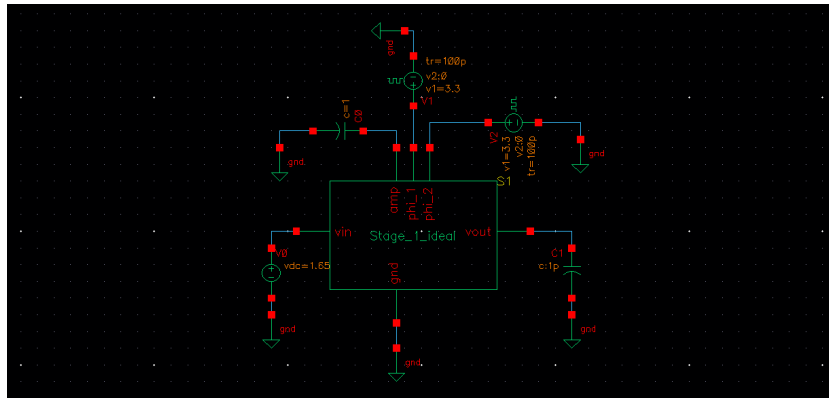 gnd
tr=100p
v2:0
v1=3.3
V1
c=1
C0
gnd
V2
v1=3.3
v2:0
tr=100p
gnd
S1
amp
phi_1
phi_2
vin
Stage_1_ideal
vout
gnd
V0
vdc=1.65
gnd
C1
c:1p
gnd
gnd